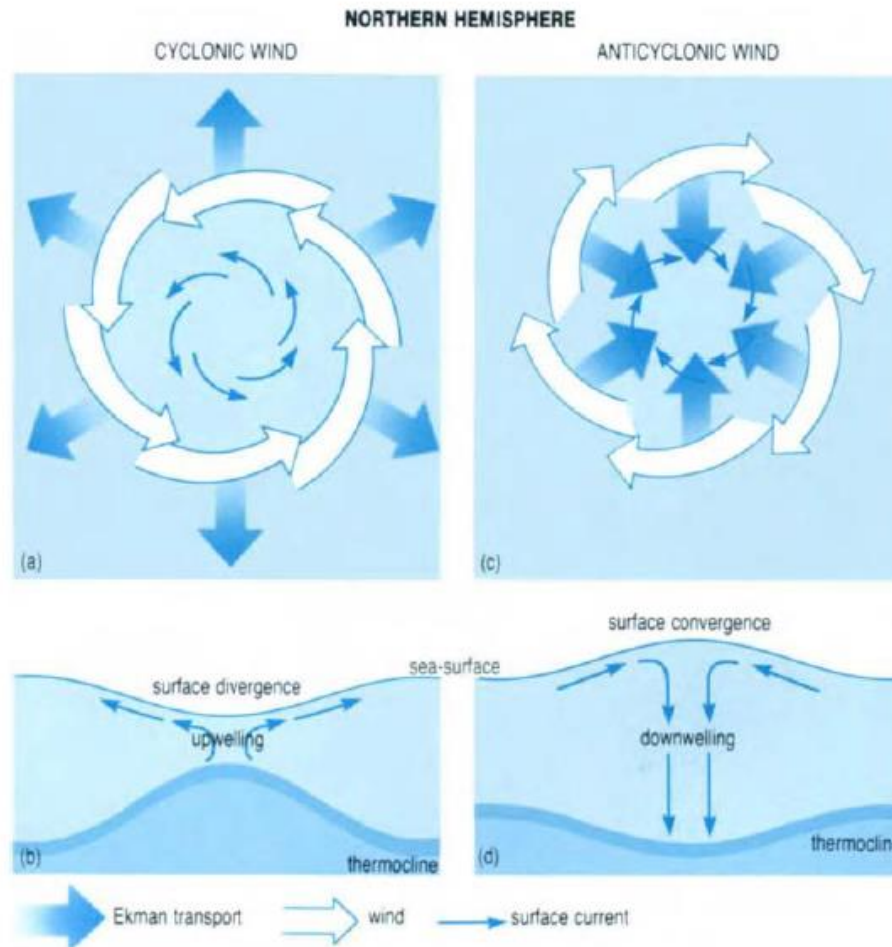 NORTHERN HEMISPHERE
CYCLONIC WIND
ANTICYCLONIC WIND
(a)
(c)
surface divergence
sea-surface
surface convergence
upwelling
downwelling
(b)
thermocline
(d)
thermoclin
Ekman transport
wind
surface current